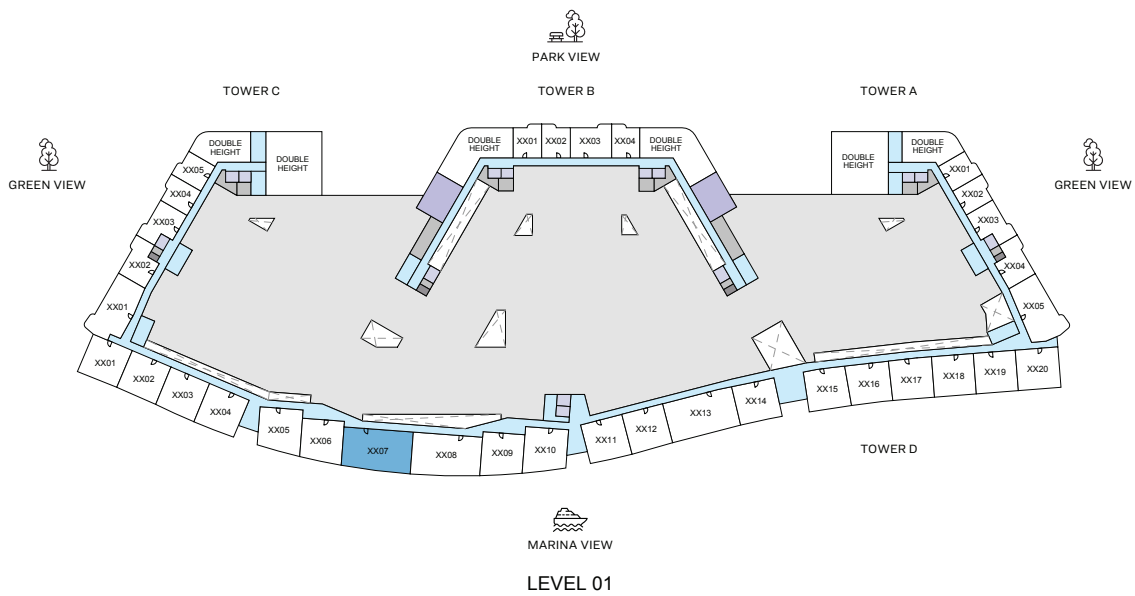 PARK VIEW
TOWER C
TOWER B
TOWER A
GREEN VIEW
GREEN VIEW
DOUBLE
HEIGHT
DOUBLE
HEIGHT
XX05
XX04
XX03
XX02
XX01
DOUBLE
HEIGHT
XX01
XX02
XX03
XX04
DOUBLE
HEIGHT
DOUBLE
HEIGHT
DOUBLE
HEIGHT
XX01
XX02
XX03
XX04
XX05
XX01
XX02
XX03
XX04
XX05
XX06
XX07
XX08
XX09
XX10
XX11
XX12
XX13
XX14
XX15
XX16
XX17
XX18
XX19
XX20
TOWER D
MARINA VIEW
LEVEL 01